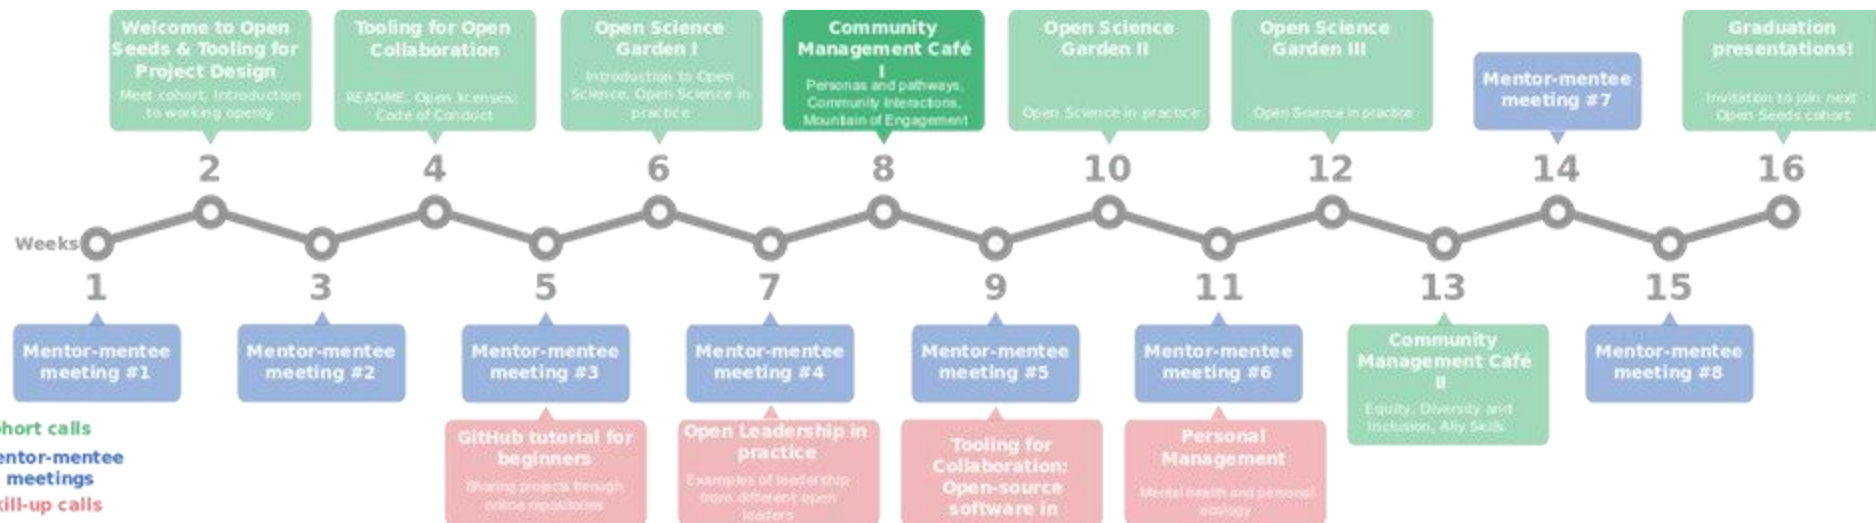 Welcome to Open
Seeds & Tooling for
Project Design
Meet cohort, Introduction
to working openly
Tooling for Open
Collaboration
README, Open licenses,
Code of Conduct
Open Science
Garden I
Introduction to Open
Science, Open Science in
practice
Community
Management Café
I
Personas and pathways,
Community Interactions,
Mountain of Engagement
Open Science
Garden II
Open Science in practice
Open Science
Garden III
Open Science in practice
Mentor-mentee
meeting #7
Graduation
presentations!
Invitation to join next
Open Seeds cohort
2
4
6
8
10
12
14
16
Weeks
1
3
5
7
9
11
13
15
Mentor-mentee
meeting #1
Mentor-mentee
meeting #2
Mentor-mentee
meeting #3
Mentor-mentee
meeting #4
Mentor-mentee
meeting #5
Mentor-mentee
meeting #6
Community
Management Café
II
Equity, Diversity and
Inclusion, Ally Skills
Mentor-mentee
meeting #8
hort calls
entor-mentee
meetings
kill-up calls
GitHub tutorial for
beginners
Sharing projects through
online repositories
Open Leadership in
practice
Examples of leadership
from different open
leaders
Tooling for
Collaboration:
Open-source
software in
Personal
Management
Mental health and personal
ecology